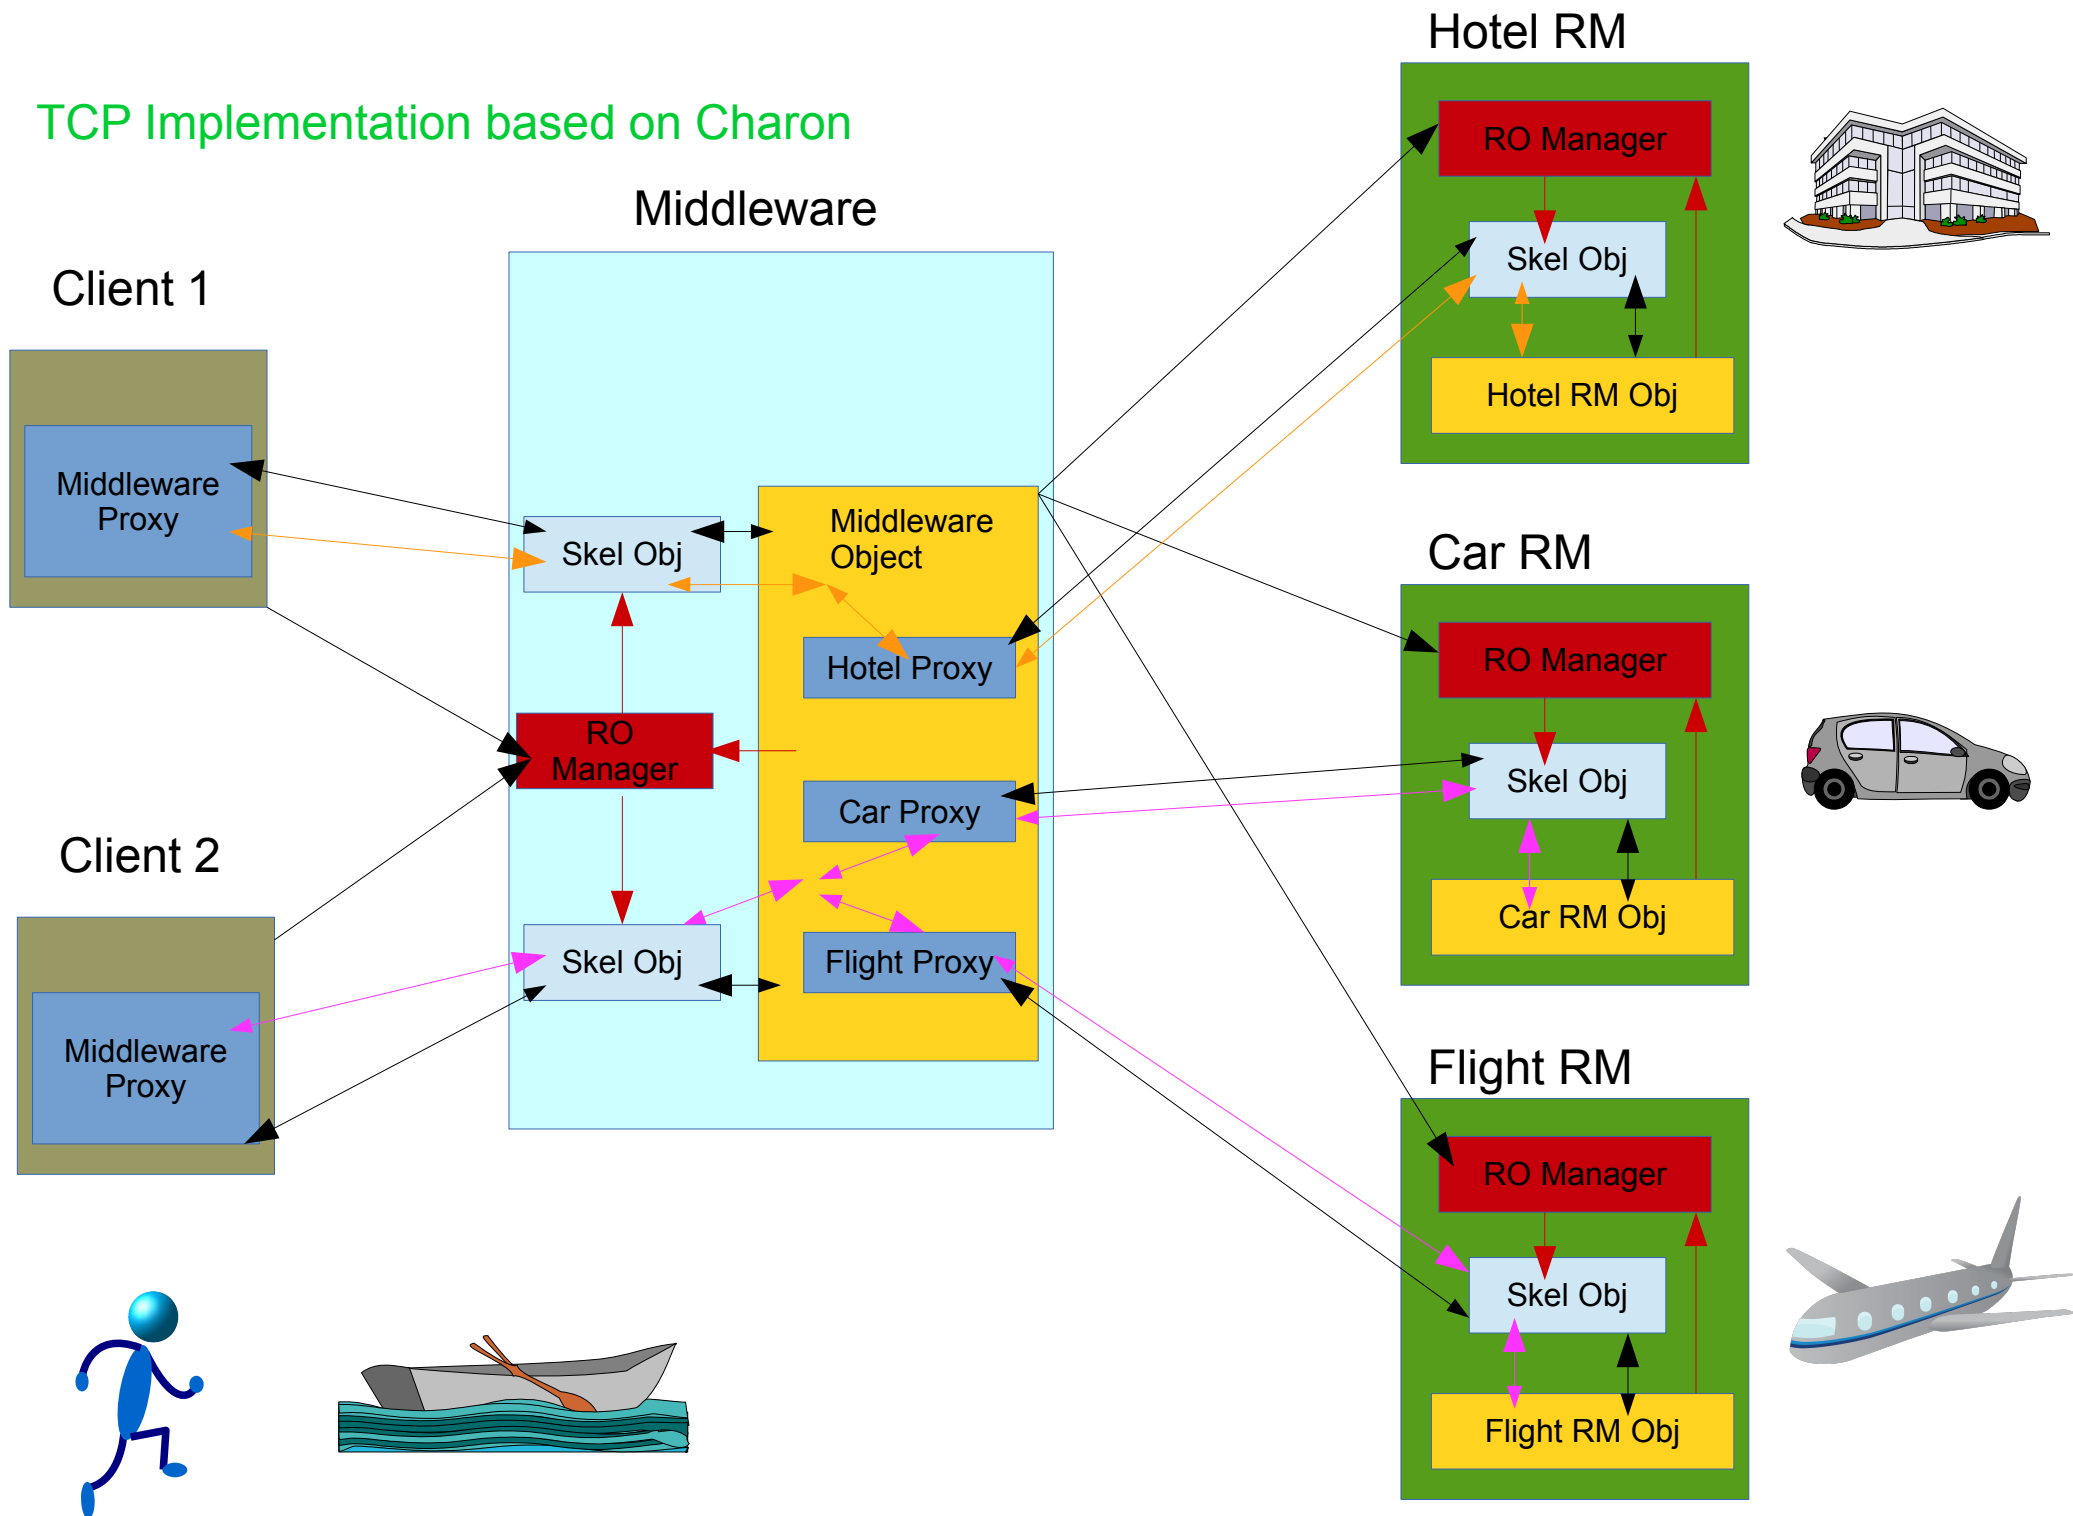 TCP Implementation based on Charon
Client 1
Middleware
Proxy
Client 2
Middleware
Proxy
Middleware
Skel Obj
RO
Manager
Skel Obj
Middleware
Object
Hotel Proxy
Car Proxy
Flight Proxy
Hotel RM
RO Manager
Skel Obj
Hotel RM Obj
Car RM
RO Manager
Skel Obj
Car RM Obj
Flight RM
RO Manager
Skel Obj
Flight RM Obj